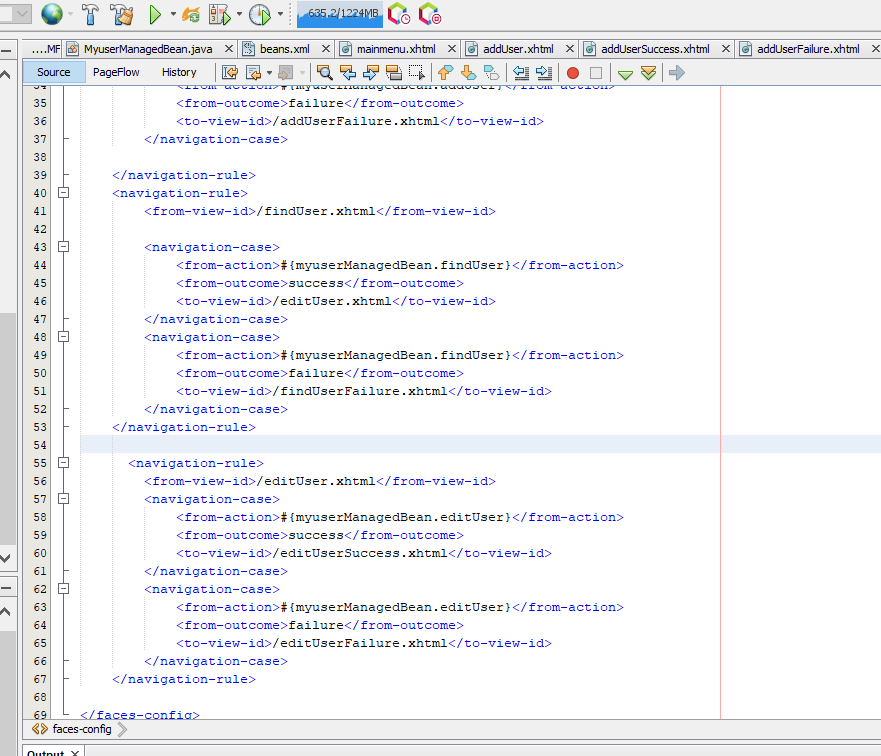 635.2/1224MB
....MF MyuserManagedBean.java beans.xml mainmenu.xhtml addUser.xhtml addUserSuccess.xhtml addUserFailure.xhtml
Source PageFlow History
34 <from-action>#{myuserManagedBean.addUser}</from-action>
35 <from-outcome>failure</from-outcome>
36 <to-view-id>/addUserFailure.xhtml</to-view-id>
37 </navigation-case>
38
39 </navigation-rule>
40 <navigation-rule>
41 <from-view-id>/findUser.xhtml</from-view-id>
42
43 <navigation-case>
44 <from-action>#{myuserManagedBean.findUser}</from-action>
45 <from-outcome>success</from-outcome>
46 <to-view-id>/editUser.xhtml</to-view-id>
47 </navigation-case>
48 <navigation-case>
49 <from-action>#{myuserManagedBean.findUser}</from-action>
50 <from-outcome>failure</from-outcome>
51 <to-view-id>/findUserFailure.xhtml</to-view-id>
52 </navigation-case>
53 </navigation-rule>
54
55 <navigation-rule>
56 <from-view-id>/editUser.xhtml</from-view-id>
57 <navigation-case>
58 <from-action>#{myuserManagedBean.editUser}</from-action>
59 <from-outcome>success</from-outcome>
60 <to-view-id>/editUserSuccess.xhtml</to-view-id>
61 </navigation-case>
62 <navigation-case>
63 <from-action>#{myuserManagedBean.editUser}</from-action>
64 <from-outcome>failure</from-outcome>
65 <to-view-id>/editUserFailure.xhtml</to-view-id>
66 </navigation-case>
67 </navigation-rule>
68
69 </faces-config>
faces-config
Output